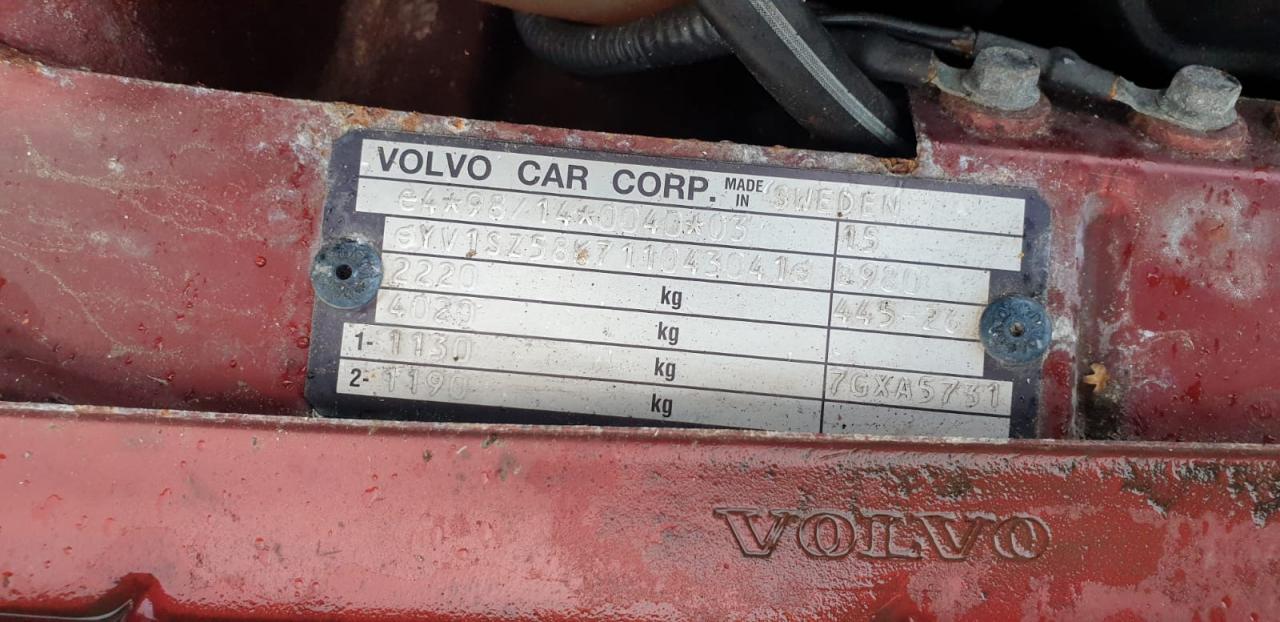 VOLVO CAR CORP. MADE IN SWEDEN
e4*98/14*0040*03 15
YV1SZ58K711043041
2220 kg
4020 kg 445-26
1- 1130 kg
2- 1190 kg 7GXA5731
VOLVO